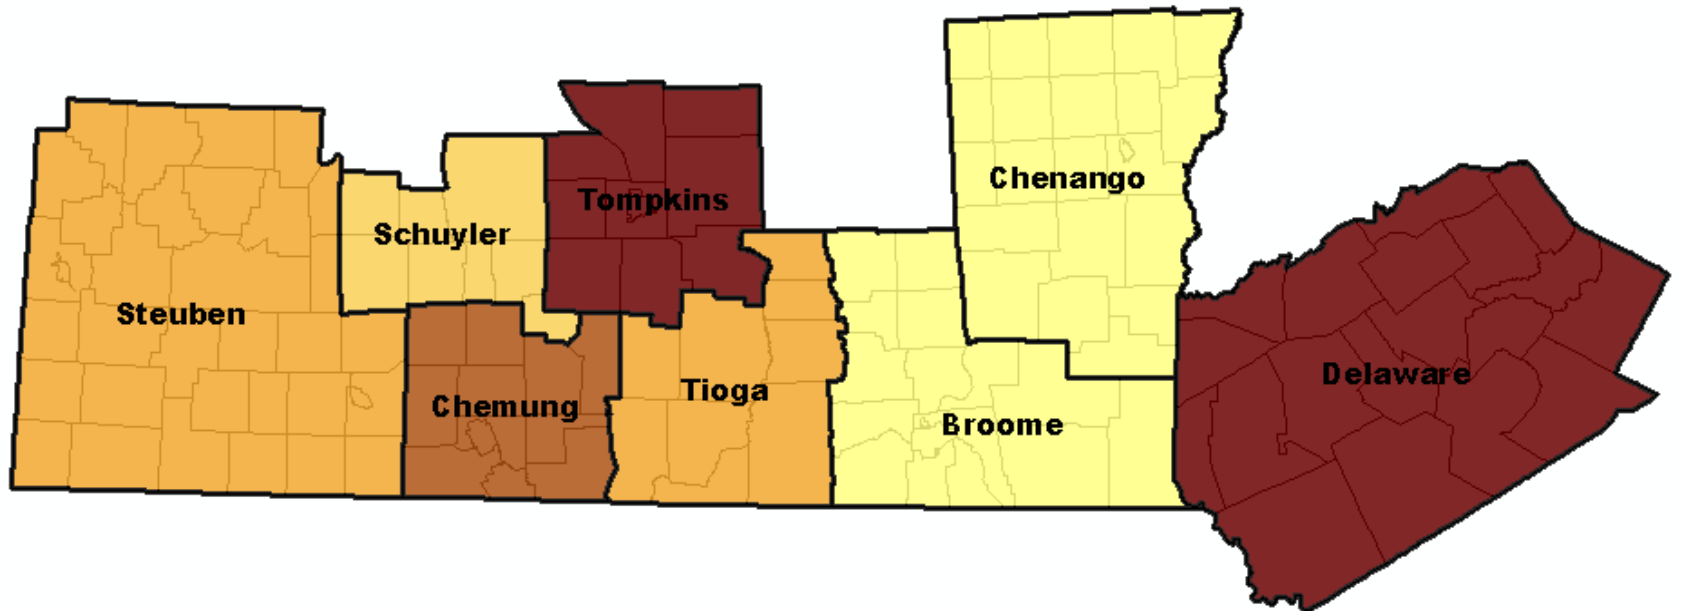 Chenango
Tompkins
Schuyler
Steuben
Delaware
Tioga
Chemung
Broome